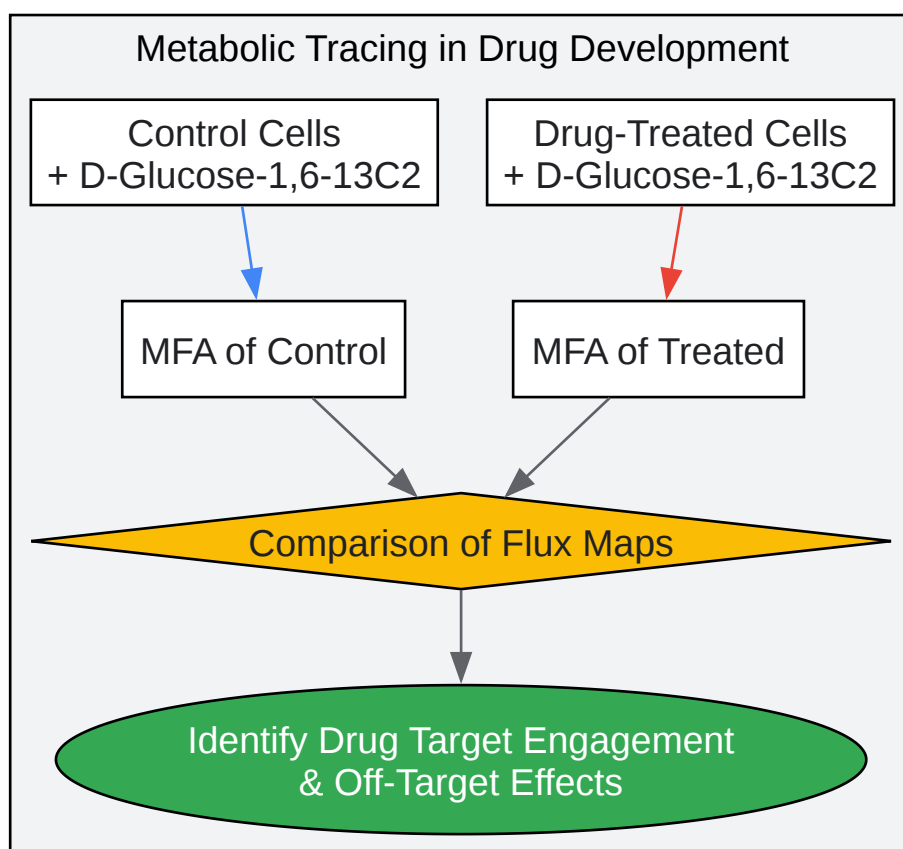 Metabolic Tracing in Drug Development
Control Cells
+ D-Glucose-1,6-13C2
Drug-Treated Cells
+ D-Glucose-1,6-13C2
MFA of Control
MFA of Treated
Comparison of Flux Maps
Identify Drug Target Engagement
& Off-Target Effects